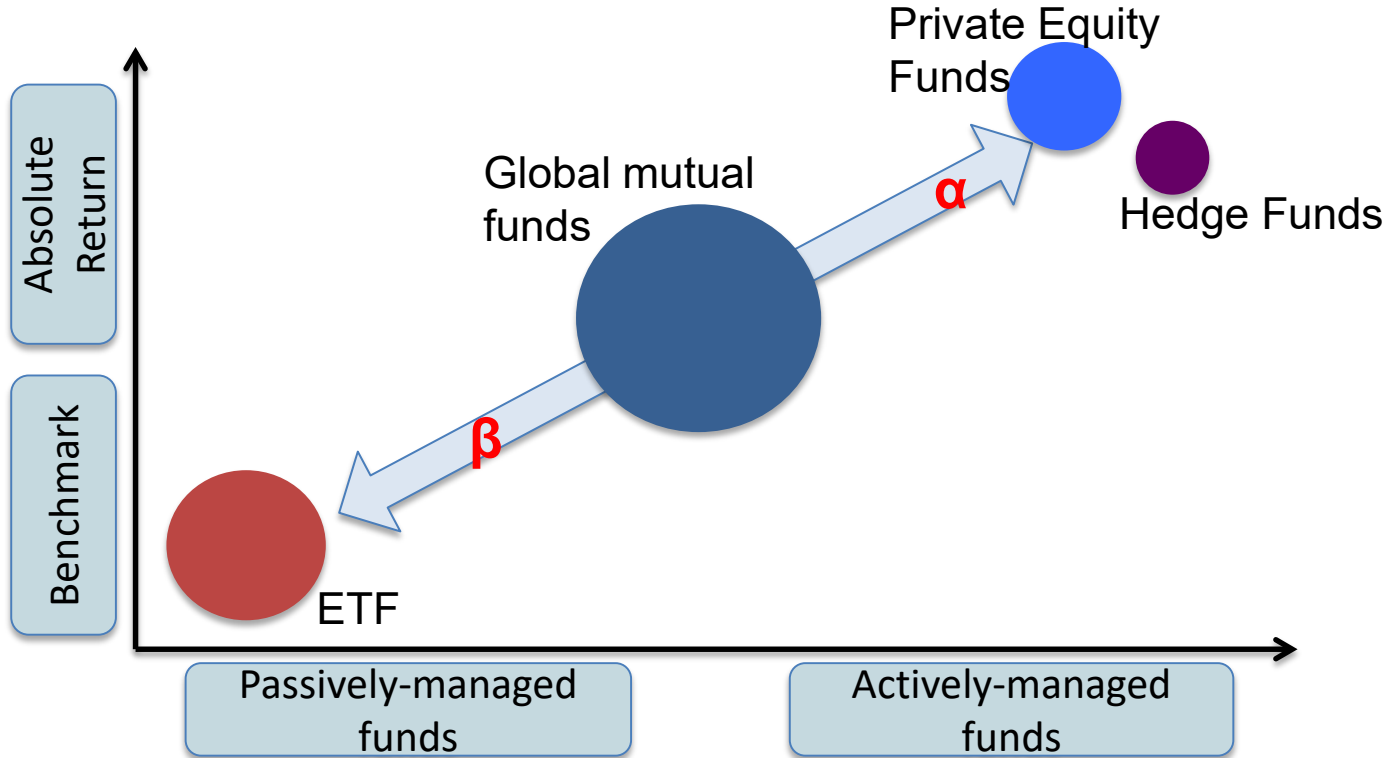 Private Equity
Funds
Absolute
Return
Global mutual
funds
α
Hedge Funds
β
Benchmark
ETF
Passively-managed
funds
Actively-managed
funds